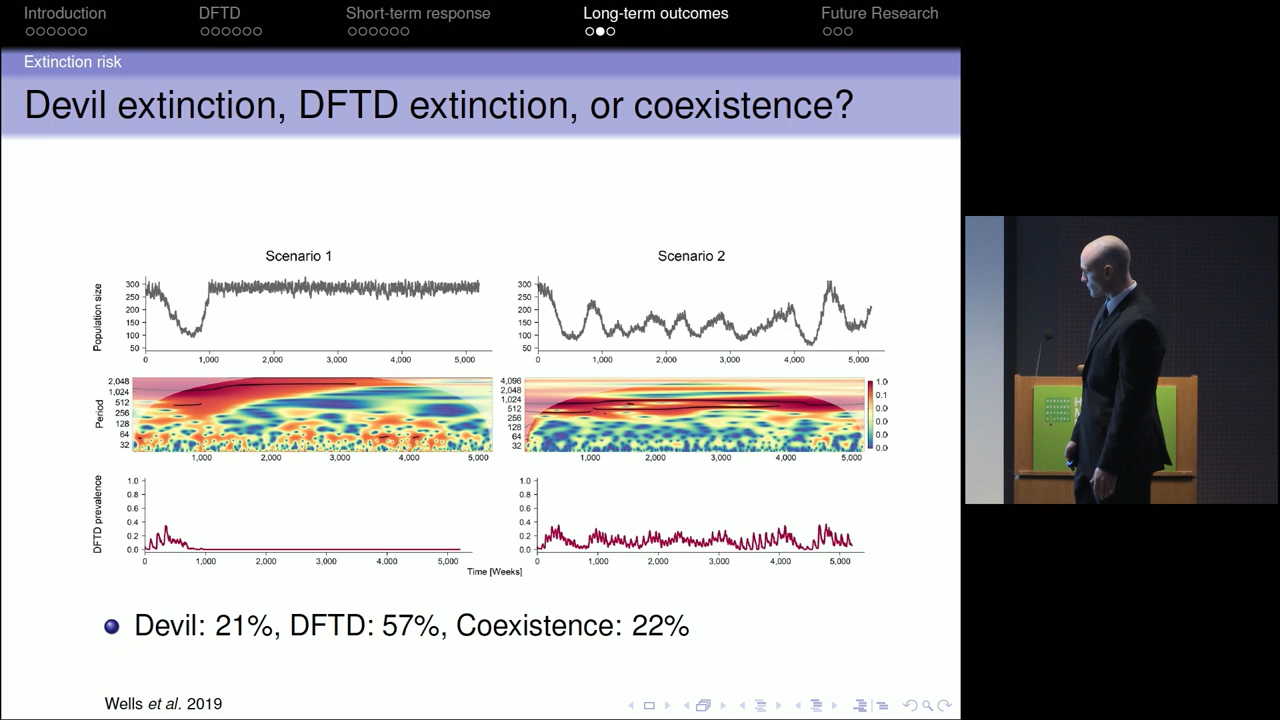 Introduction DFTD Short-term response Long-term outcomes Future Research
Extinction risk
Devil extinction, DFTD extinction, or coexistence?
Scenario 1 Scenario 2
Population size
300
250
200
150
100
50
0 1,000 2,000 3,000 4,000 5,000
300
250
200
150
100
50
0 1,000 2,000 3,000 4,000 5,000
Period
2,048
1,024
512
256
128
64
32
1,000 2,000 3,000 4,000 5,000
4,096
2,048
1,024
512
256
128
64
32
1,000 2,000 3,000 4,000 5,000
1.0
0.1
0.0
0.0
0.0
DFTD prevalence
1.0
0.8
0.6
0.4
0.2
0.0
0 1,000 2,000 3,000 4,000 5,000
1.0
0.8
0.6
0.4
0.2
0.0
0 1,000 2,000 3,000 4,000 5,000
Time [Weeks]
Devil: 21%, DFTD: 57%, Coexistence: 22%
Wells et al. 2019